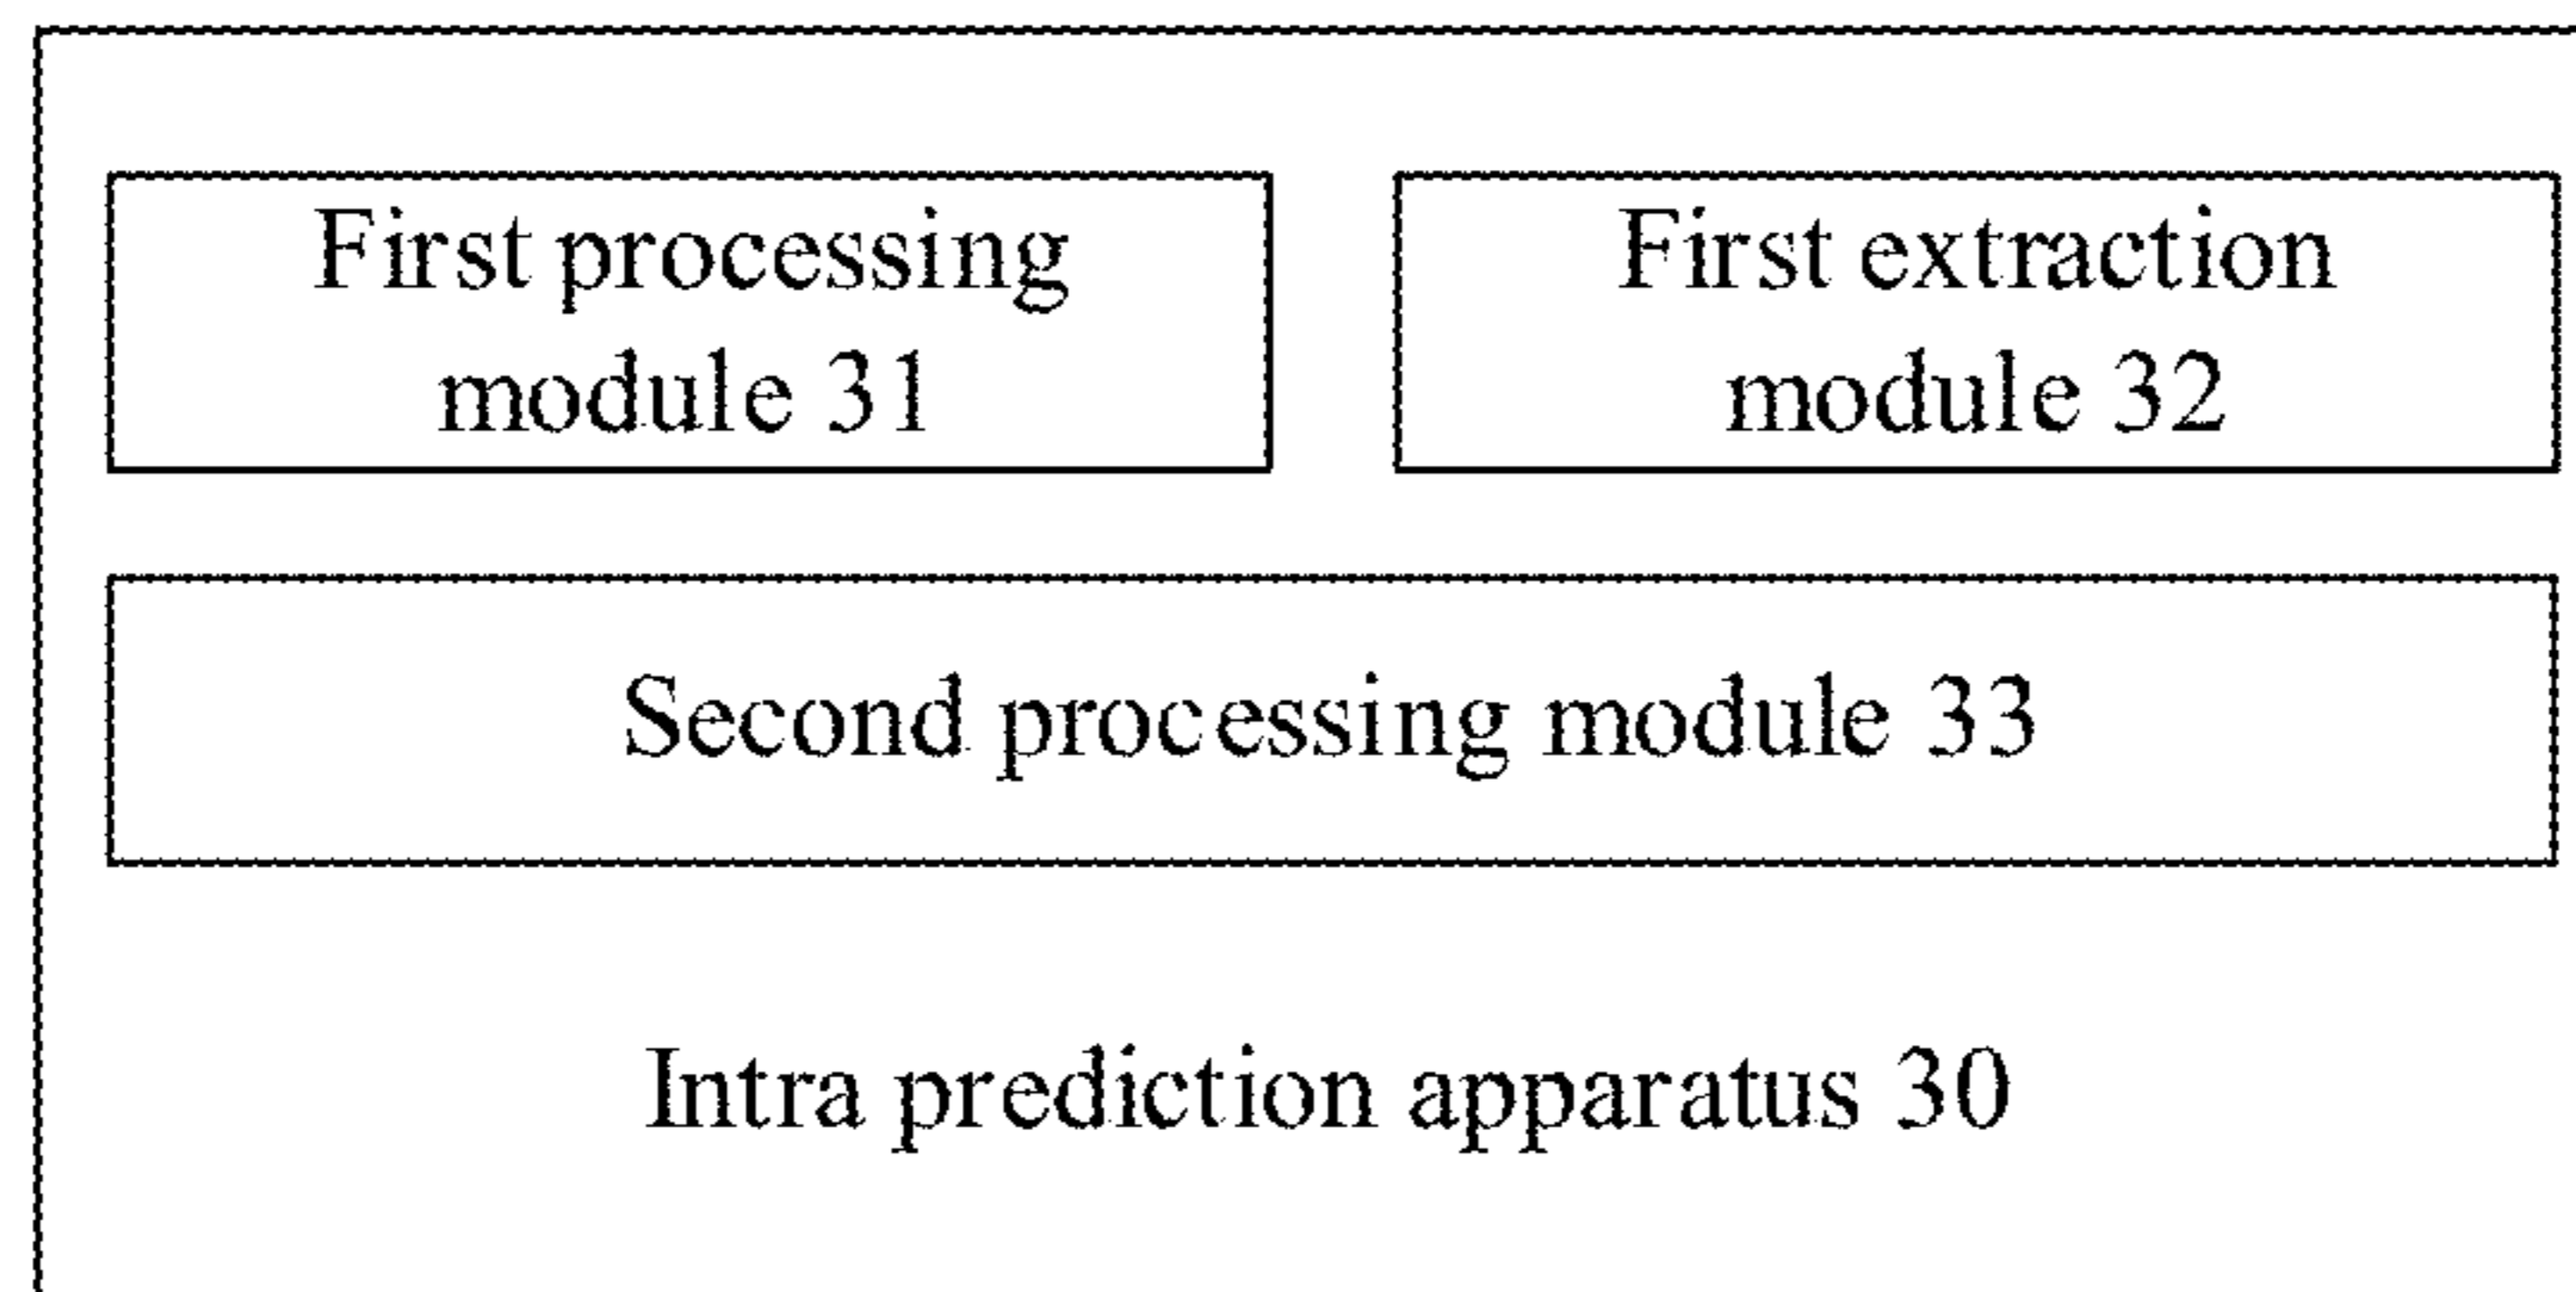 First processing
module 31
First extraction
module 32
Second processing module 33
Intra prediction apparatus 30